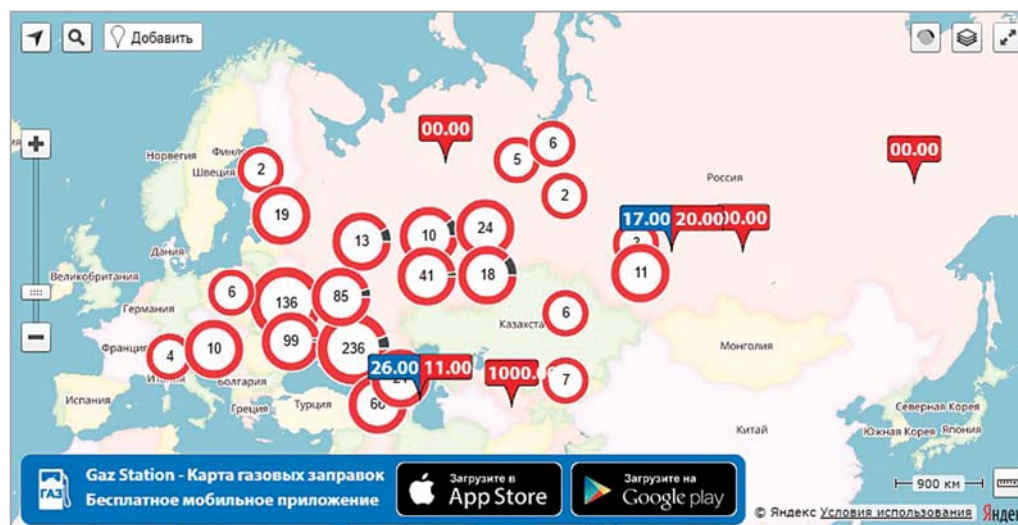 Добавить
00.00
6
5
00.00
Норвегия
Швеция
2
2
Россия
19
17.00
20.00
13
10
24
11
Дания
Великобритания
41
18
6
136
85
6
Германия
Казахста
Монголия
99
236
10
4
26.00
11.00
1000.
7
Болгария
Испания
Греция
Турция
66
Северная Корея
Южная Корея
Япония
Китай
Gaz Station - Карта газовых заправок
Бесплатное мобильное приложение
ГАЗ
Загрузите в
App Store
Загрузите на
Google play
900 км
© Яндекс Условия использования